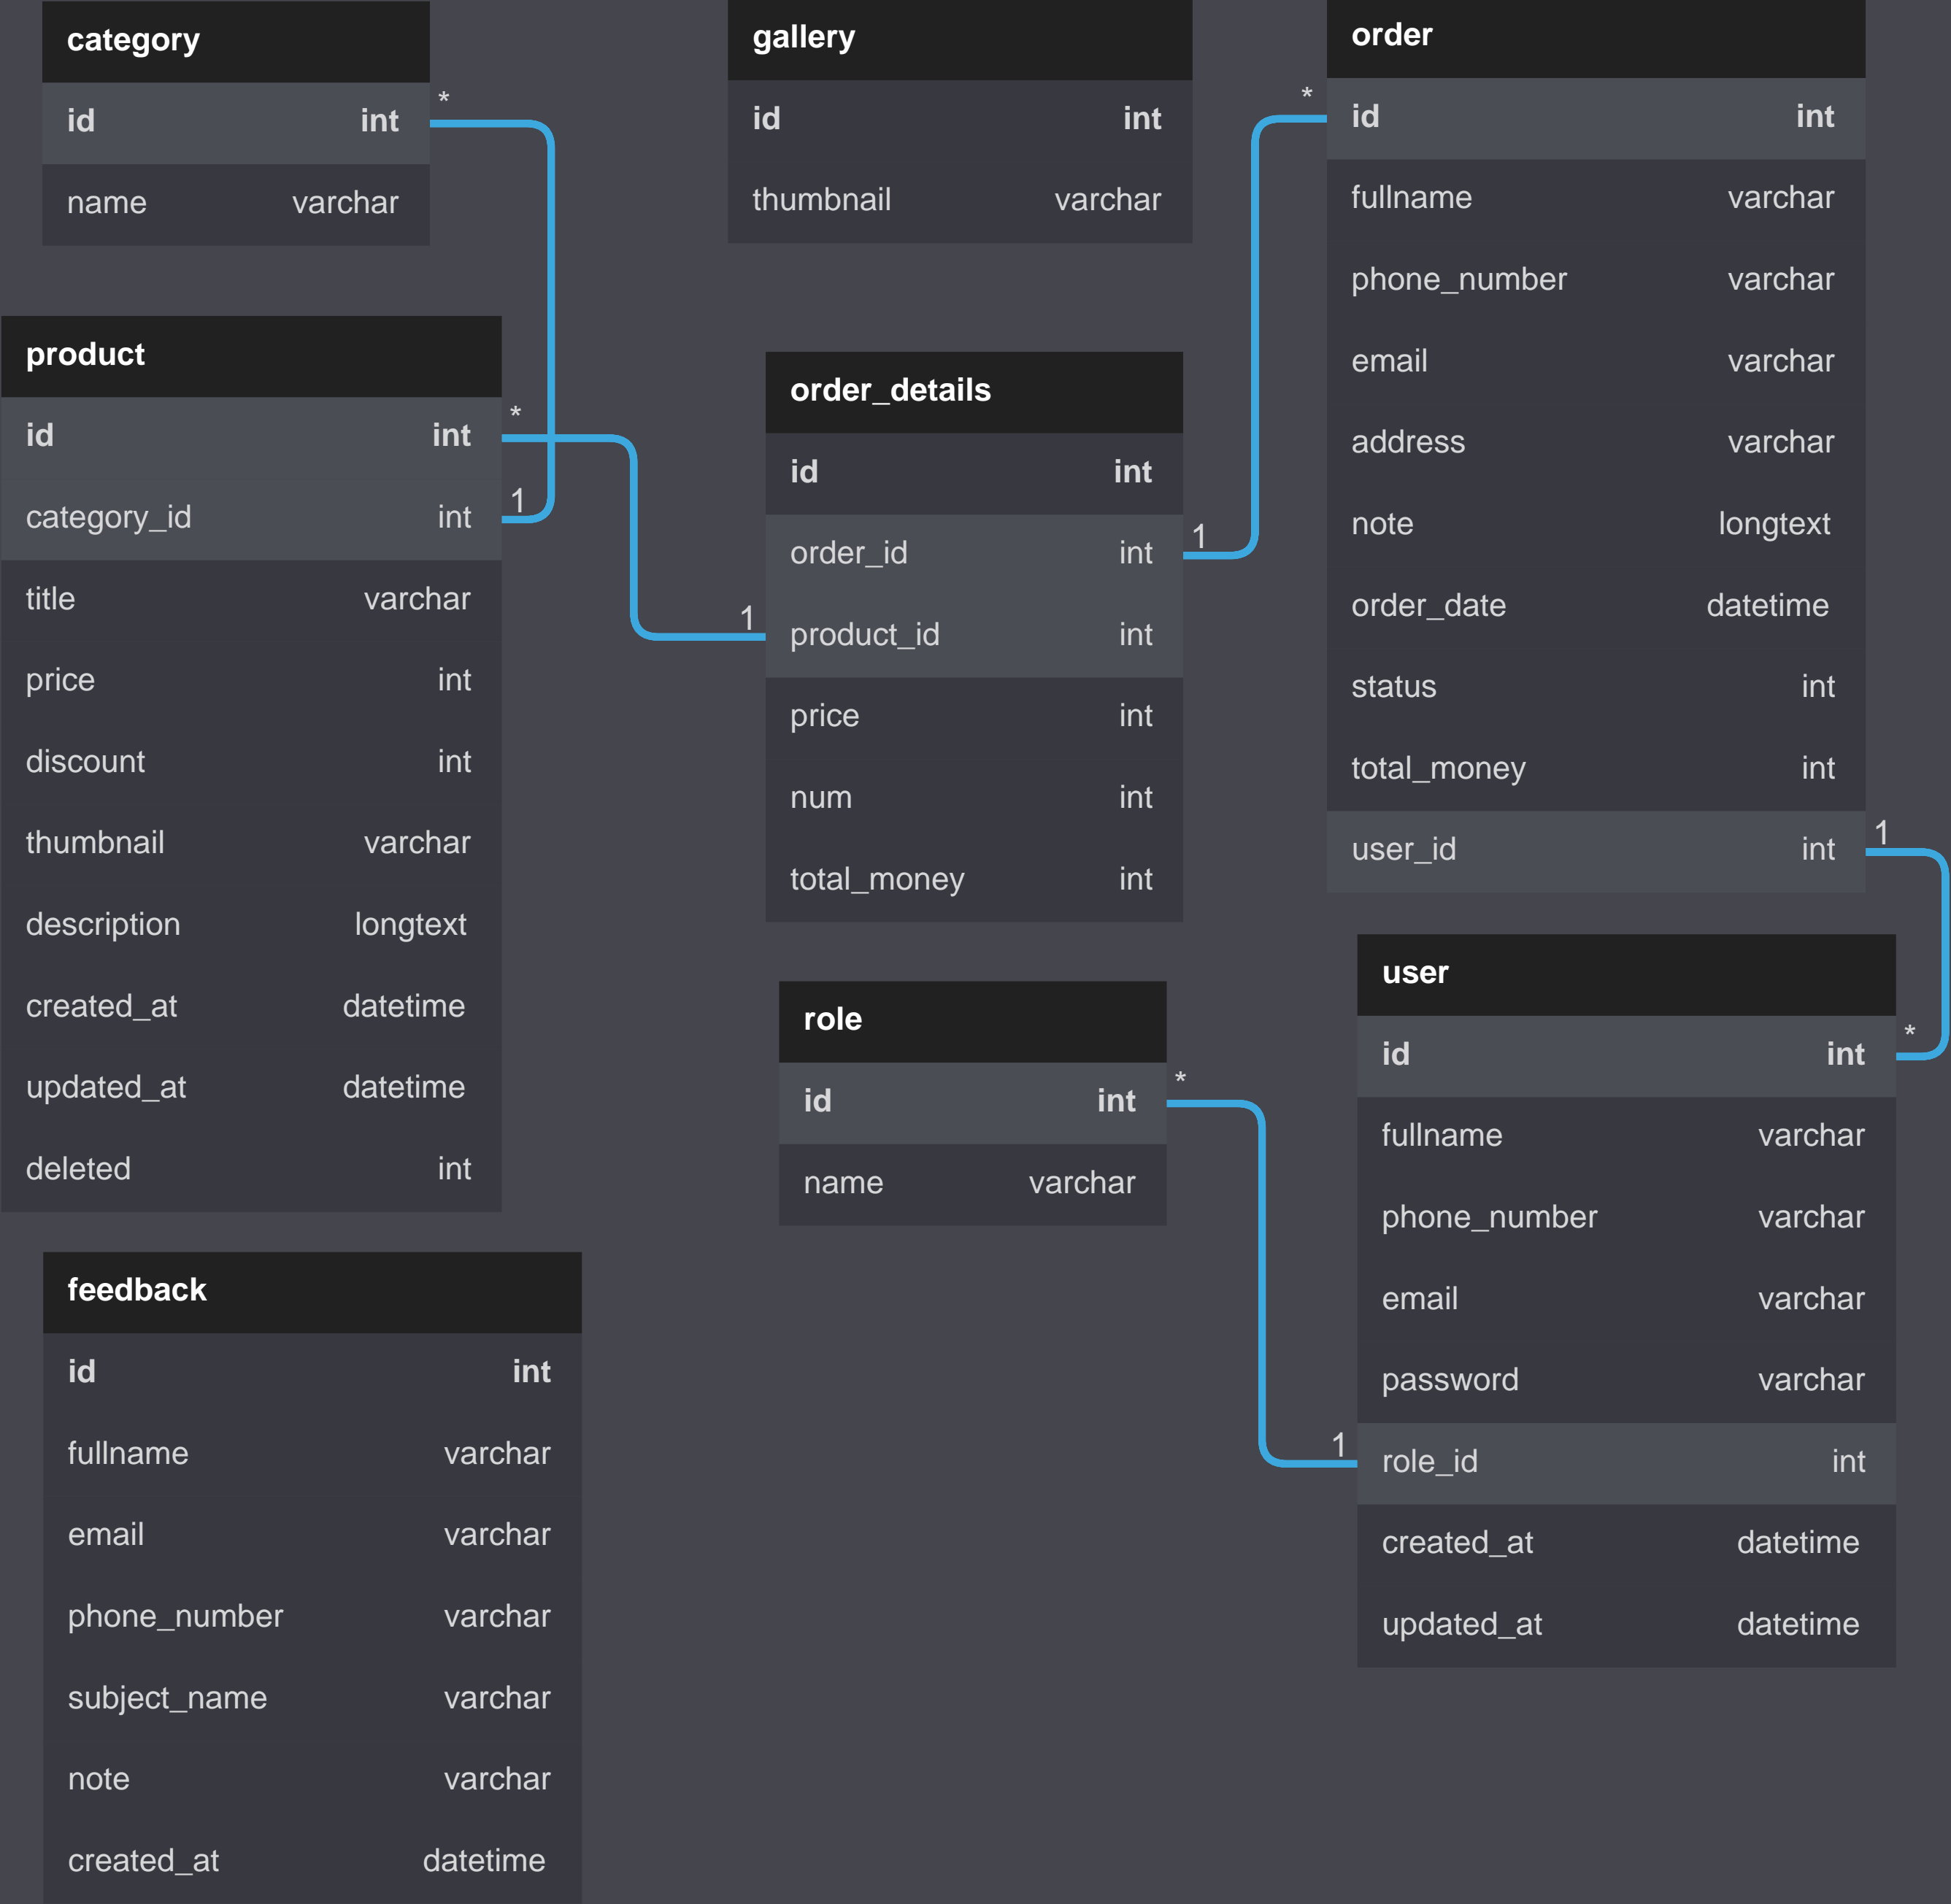 category
id int
name varchar
*
gallery
id int
thumbnail varchar
order
id int
fullname varchar
phone_number varchar
email varchar
address varchar
note longtext
order_date datetime
status int
total_money int
user_id int
*
1
product
id int
category_id int
title varchar
price int
discount int
thumbnail varchar
description longtext
created_at datetime
updated_at datetime
deleted int
*
1
order_details
id int
order_id int
product_id int
price int
num int
total_money int
1
1
role
id int
name varchar
*
user
id int
fullname varchar
phone_number varchar
email varchar
password varchar
role_id int
created_at datetime
updated_at datetime
*
1
feedback
id int
fullname varchar
email varchar
phone_number varchar
subject_name varchar
note varchar
created_at datetime